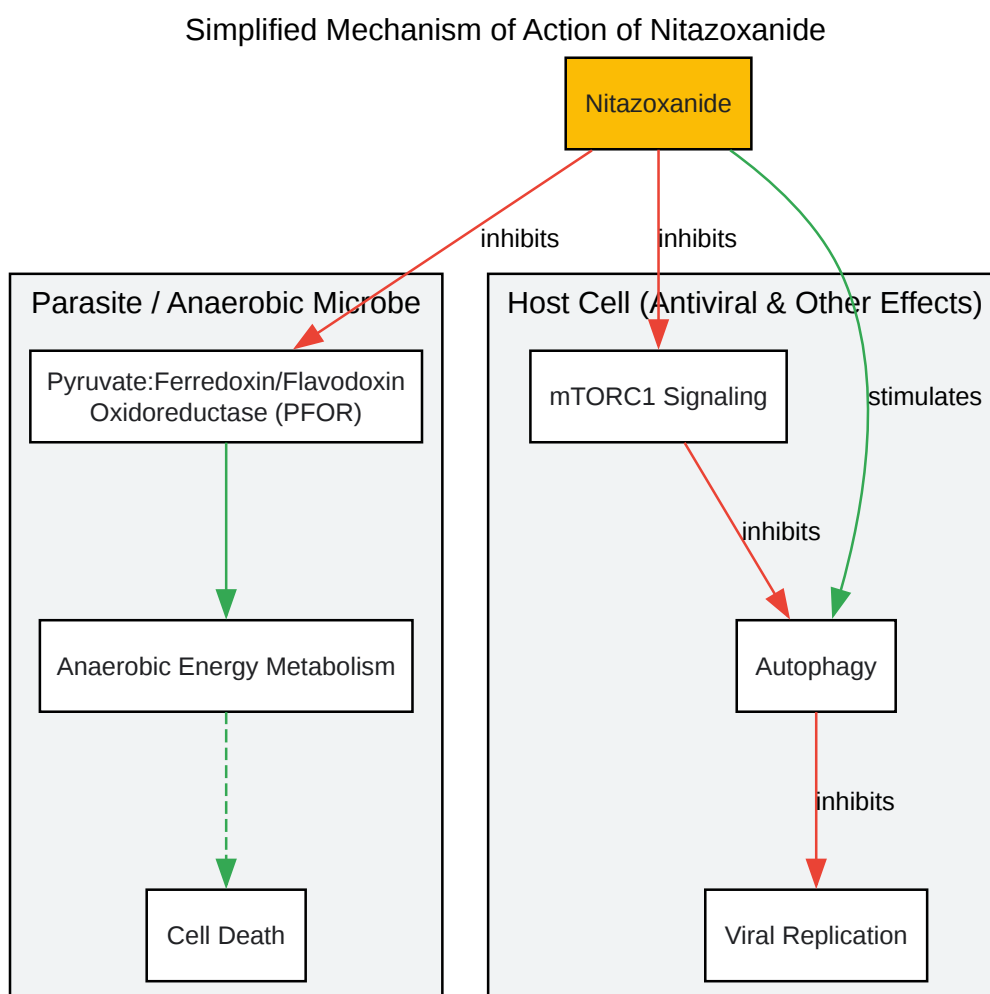 Simplified Mechanism of Action of Nitazoxanide
Nitazoxanide
inhibits
inhibits
Parasite / Anaerobic Microbe
Host Cell (Antiviral & Other Effects)
Pyruvate:Ferredoxin/Flavodoxin
Oxidoreductase (PFOR)
mTORC1 Signaling
stimulates
inhibits
Anaerobic Energy Metabolism
Autophagy
inhibits
Cell Death
Viral Replication